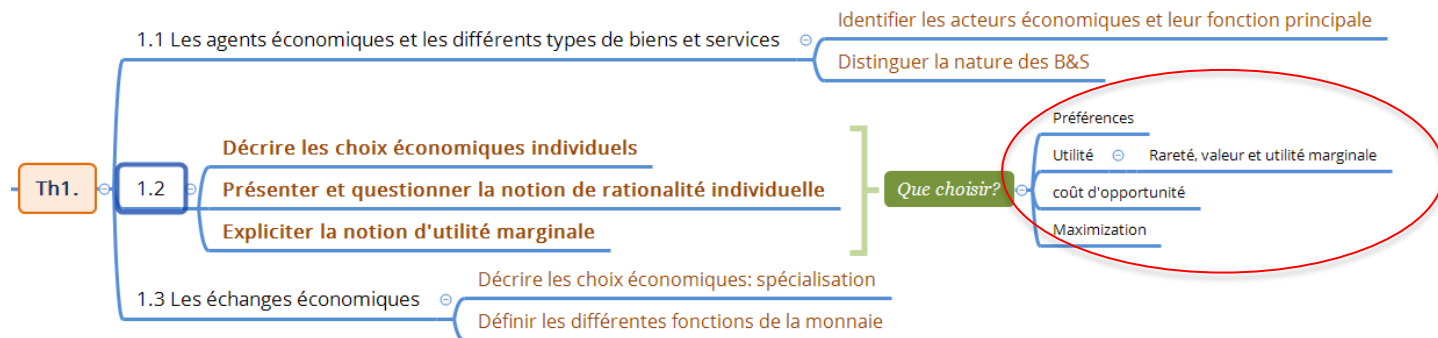 Th1.
1.1 Les agents économiques et les différents types de biens et services
Identifier les acteurs économiques et leur fonction principale
Distinguer la nature des B&S
1.2
Décrire les choix économiques individuels
Présenter et questionner la notion de rationalité individuelle
Expliciter la notion d'utilité marginale
Que choisir?
Préférences
Utilité
Rareté, valeur et utilité marginale
coût d'opportunité
Maximization
1.3 Les échanges économiques
Décrire les choix économiques: spécialisation
Définir les différentes fonctions de la monnaie